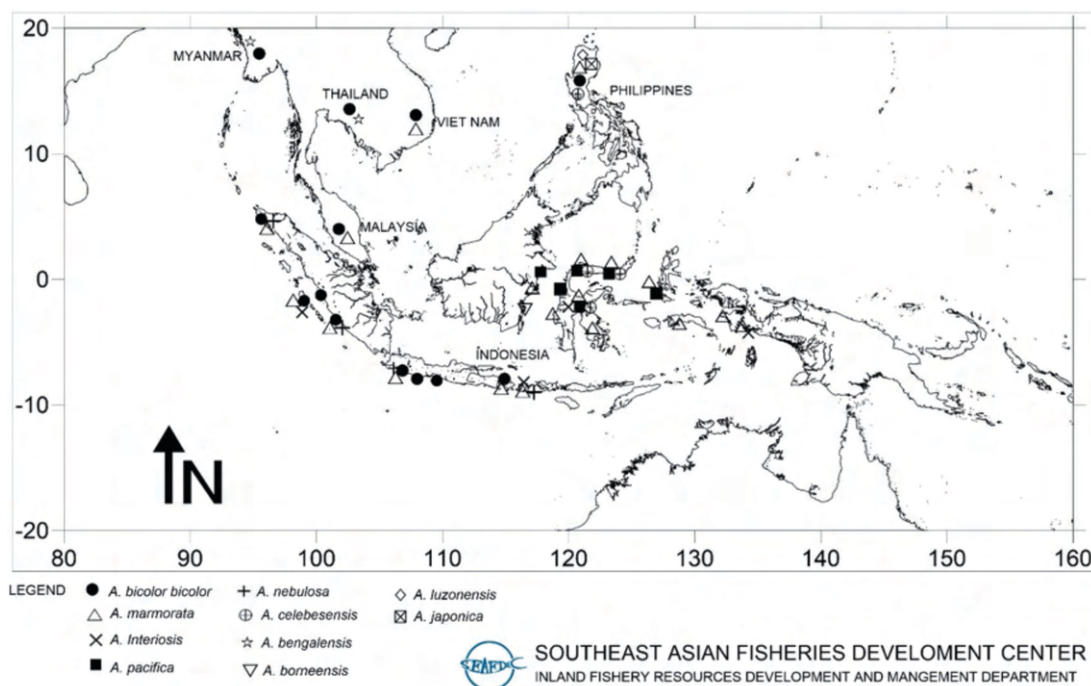 20
MYANMAR
THAILAND
PHILIPPINES
VIET NAM
10
MALAYSIA
0
INDONESIA
-10
N
-20
80 90 100 110 120 130 140 150 160
LEGEND
A. bicolor bicolor
A. marmorata
A. Interiosis
A. pacifica
A. nebulosa
A. celebesensis
A. bengalensis
A. borneensis
A. luzonensis
A. japonica
SEAFDEC
SOUTHEAST ASIAN FISHERIES DEVELOMENT CENTER
INLAND FISHERY RESOURCES DEVELOPMENT AND MANGEMENT DEPARTMENT